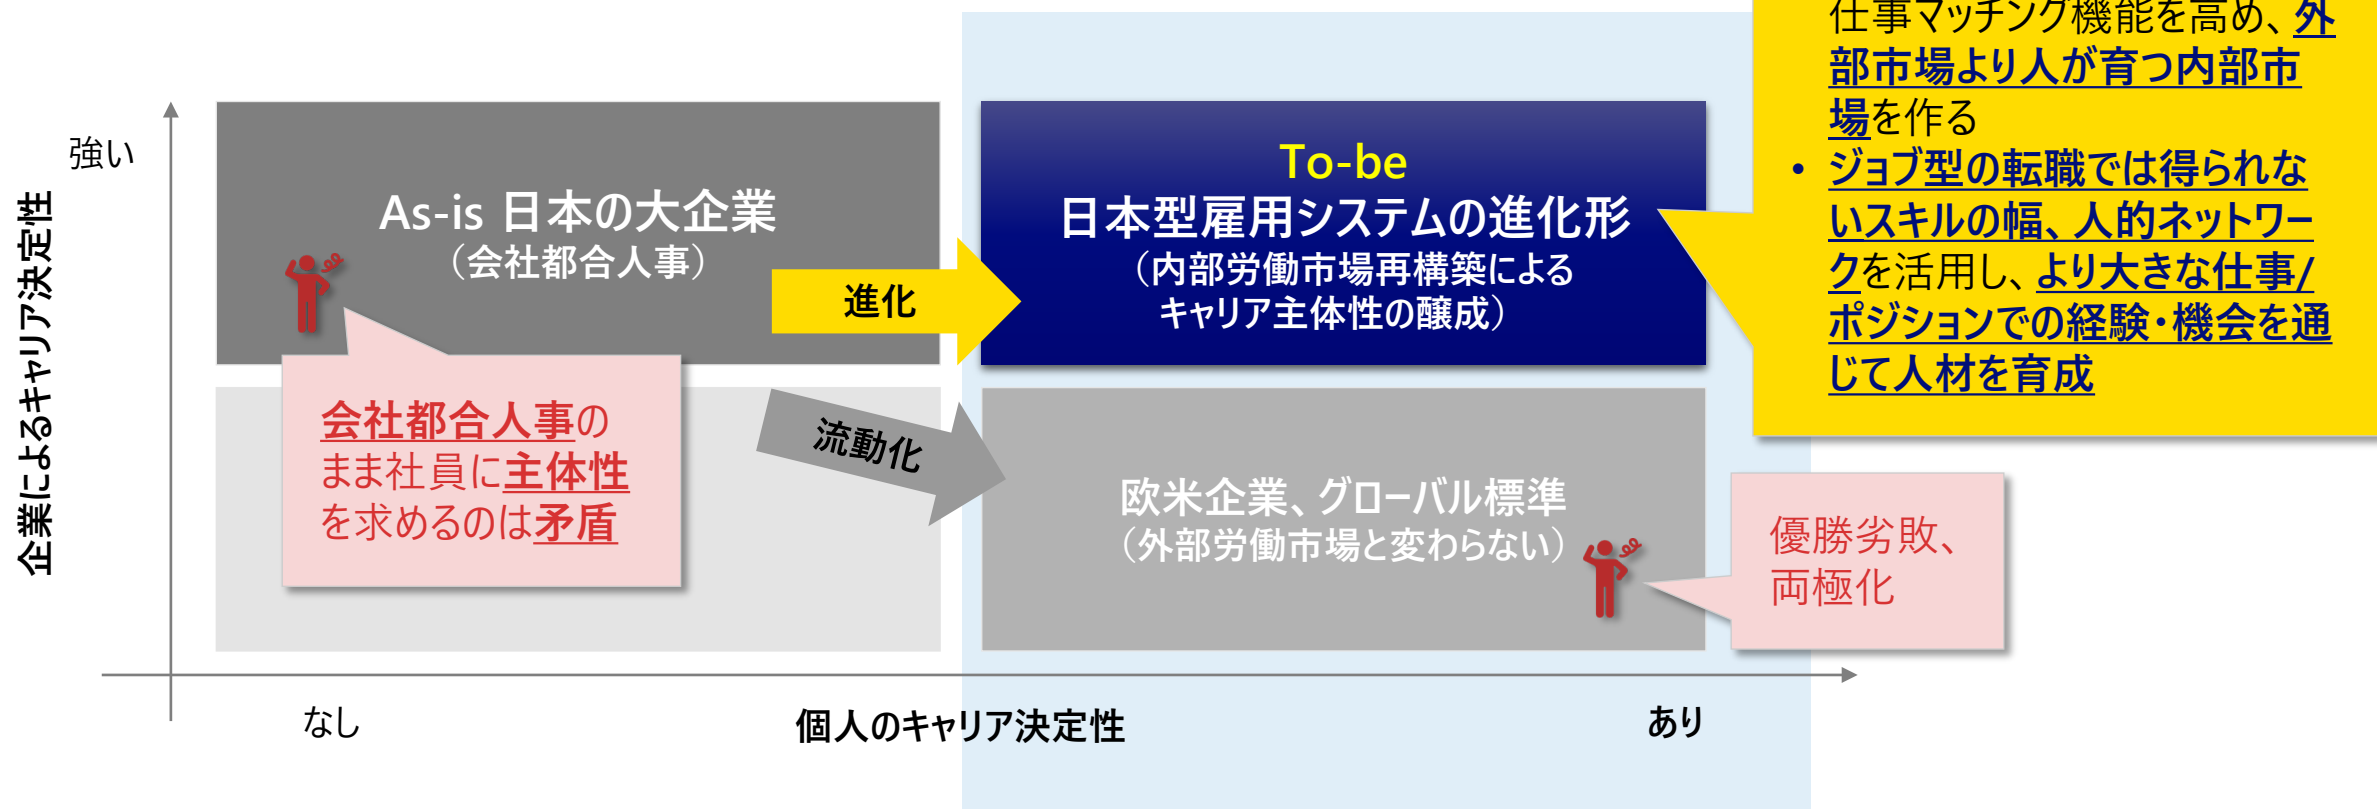 仕事マッチング機能を高め、外
部市場より人が育つ内部市
場を作る
• ジョブ型の転職では得られな
いスキルの幅、人的ネットワー
クを活用し、より大きな仕事/
ポジションでの経験・機会を通
じて人材を育成
強い
企業によるキャリア決定性
As-is 日本の大企業
（会社都合人事）
進化
To-be
日本型雇用システムの進化形
（内部労働市場再構築による
キャリア主体性の醸成）
会社都合人事の
まま社員に主体性
を求めるのは矛盾
流動化
欧米企業、グローバル標準
（外部労働市場と変わらない）
優勝劣敗、
両極化
なし
個人のキャリア決定性
あり